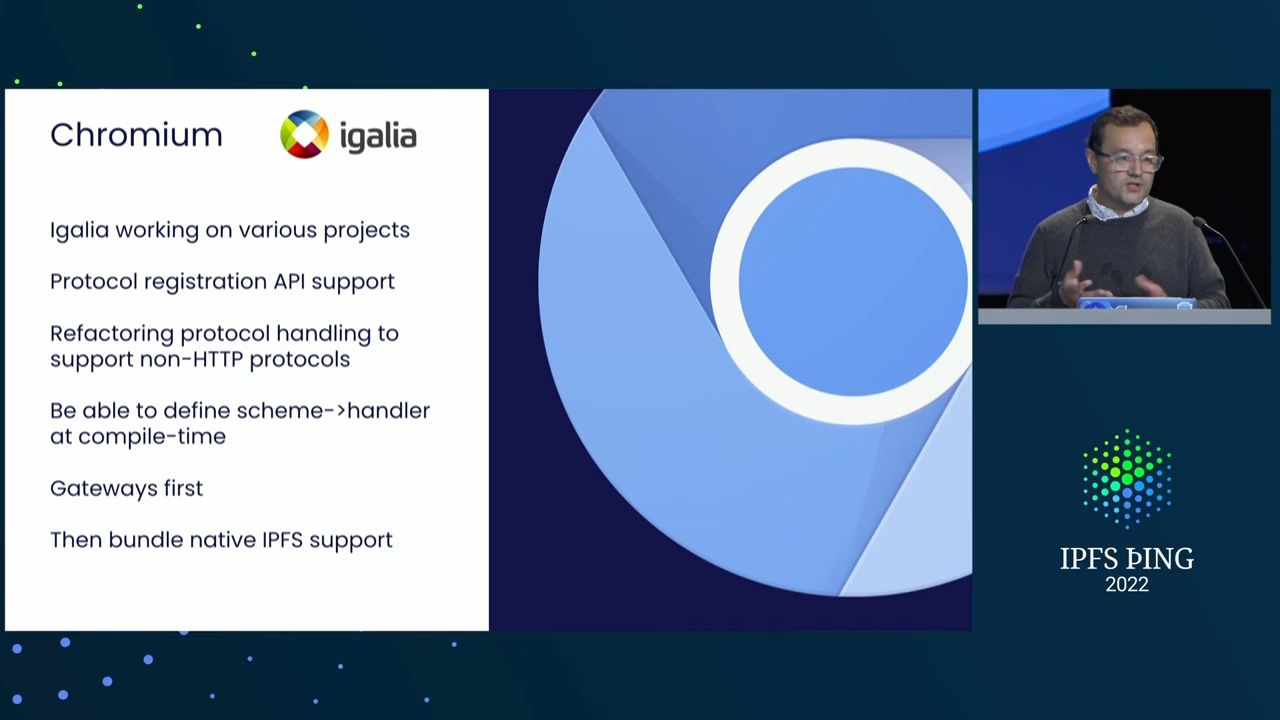 Chromium
igalia
Igalia working on various projects
Protocol registration API support
Refactoring protocol handling to
support non-HTTP protocols
Be able to define scheme->handler
at compile-time
Gateways first
Then bundle native IPFS support
IPFS ÞING
2022